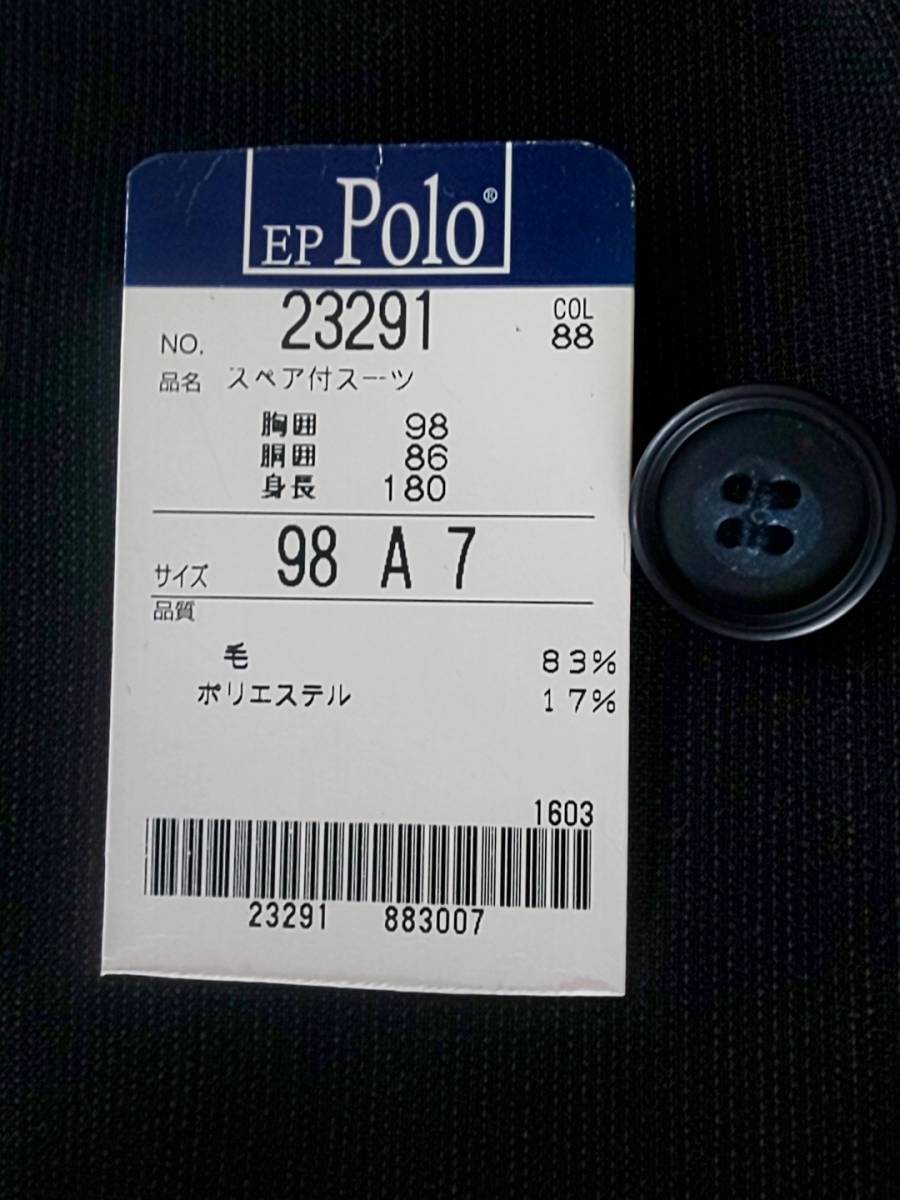 EP Polo®
NO. 23291 COL 88
品名 スペア付スーツ
胸囲 98
胴囲 86
身長 180
サイズ 98 A 7
品質
毛 83%
ポリエステル 17%
1603
23291 883007